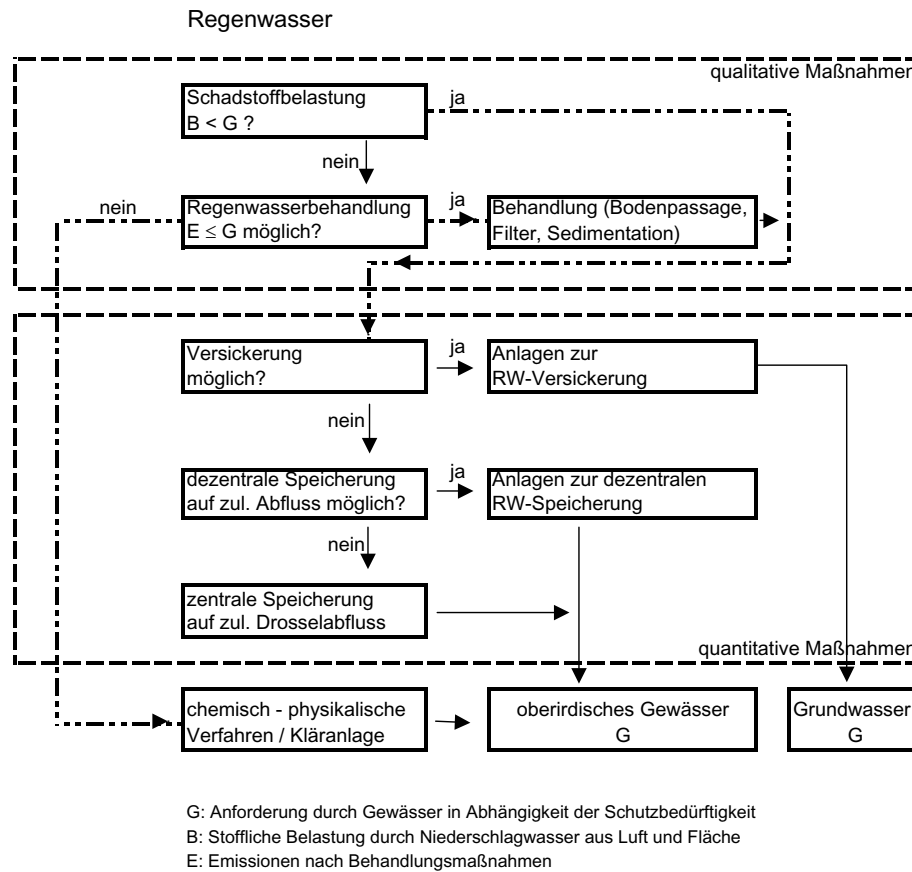 Regenwasser
qualitative Maßnahmen
Schadstoffbelastung
B < G ?
ja
nein
nein
Regenwasserbehandlung
E ≤ G möglich?
ja
Behandlung (Bodenpassage,
Filter, Sedimentation)
Versickerung
möglich?
ja
Anlagen zur
RW-Versickerung
nein
dezentrale Speicherung
auf zul. Abfluss möglich?
ja
Anlagen zur dezentralen
RW-Speicherung
nein
zentrale Speicherung
auf zul. Drosselabfluss
quantitative Maßnahmen
chemisch - physikalische
Verfahren / Kläranlage
oberirdisches Gewässer
G
Grundwasser
G
G: Anforderung durch Gewässer in Abhängigkeit der Schutzbedürftigkeit
B: Stoffliche Belastung durch Niederschlagwasser aus Luft und Fläche
E: Emissionen nach Behandlungsmaßnahmen